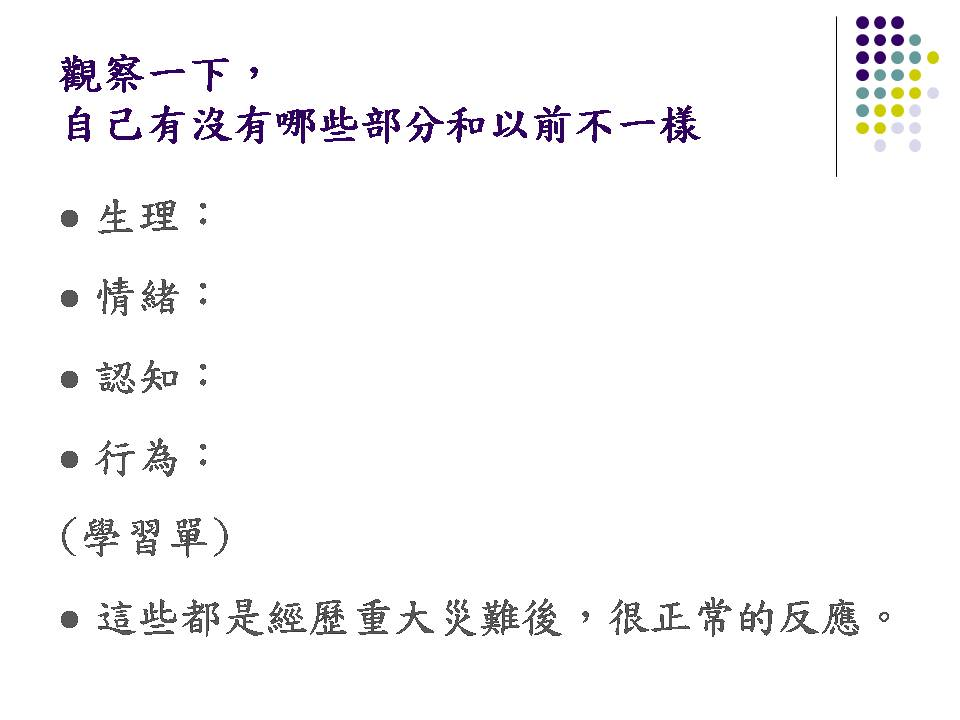 觀察一下，
自己有沒有哪些部分和以前不一樣
● 生理：
● 情緒：
● 認知：
● 行為：
(學習單)
● 這些都是經歷重大災難後，很正常的反應。